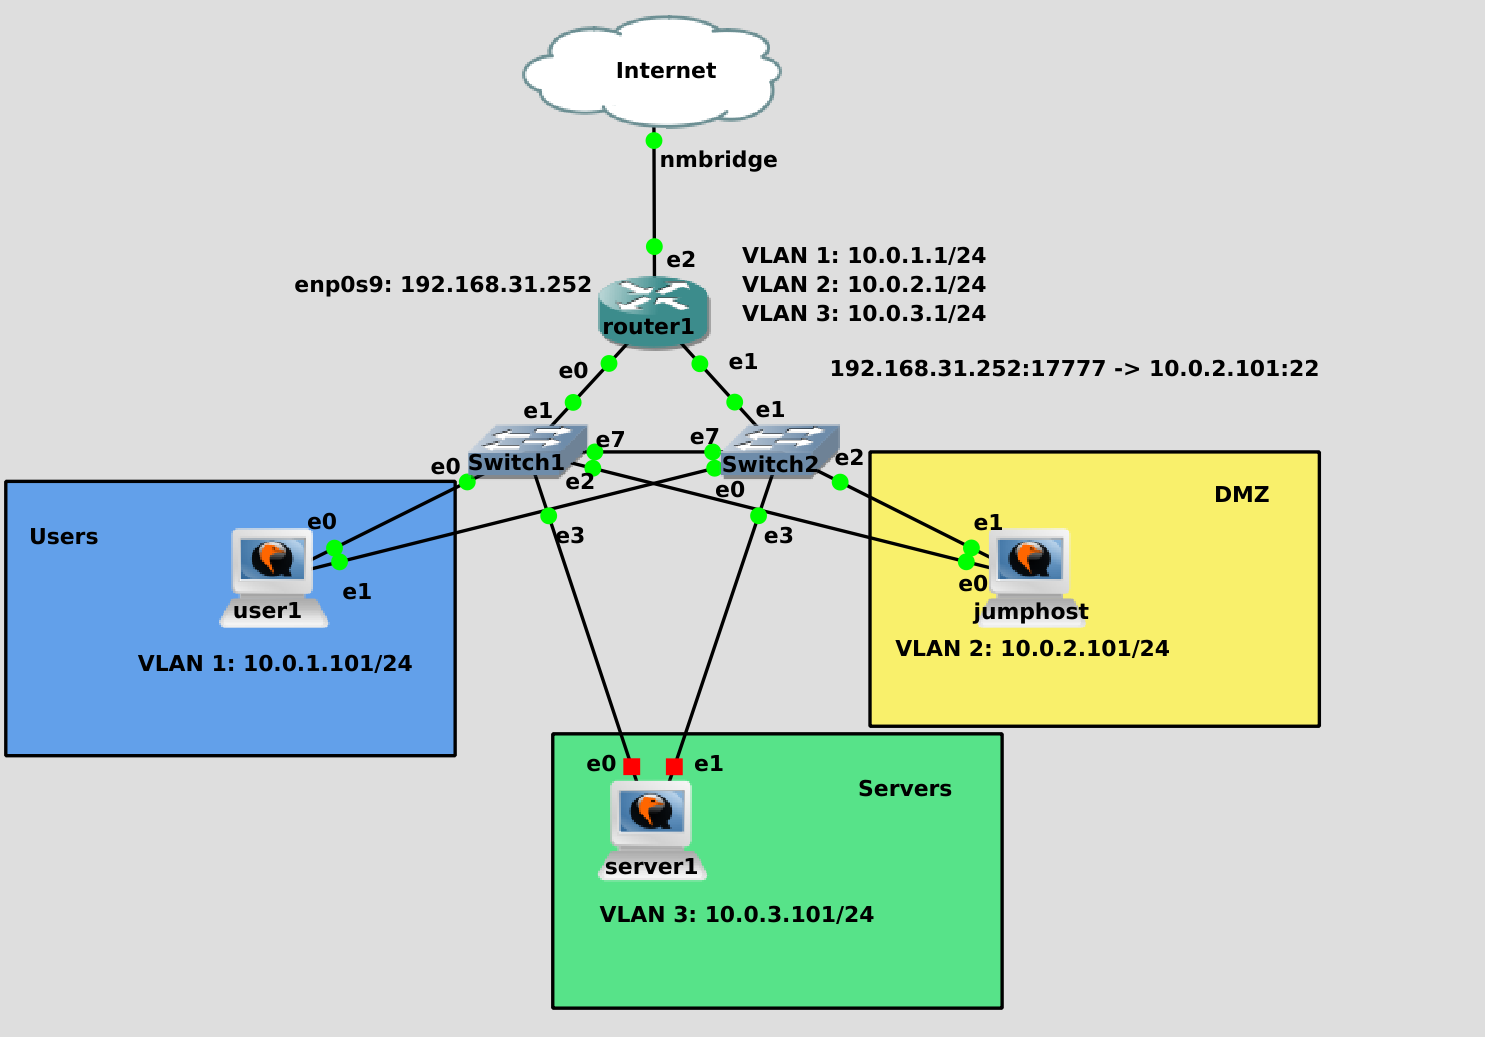 Internet
nmbridge
e2
enp0s9: 192.168.31.252
VLAN 1: 10.0.1.1/24
VLAN 2: 10.0.2.1/24
VLAN 3: 10.0.3.1/24
router1
e0
e1
192.168.31.252:17777 -> 10.0.2.101:22
e1
e1
e7
e7
e0
Switch1
Switch2
e2
e2
e0
DMZ
Users
e0
e3
e3
e1
e1
e0
user1
jumphost
VLAN 1: 10.0.1.101/24
VLAN 2: 10.0.2.101/24
e0
e1
Servers
server1
VLAN 3: 10.0.3.101/24